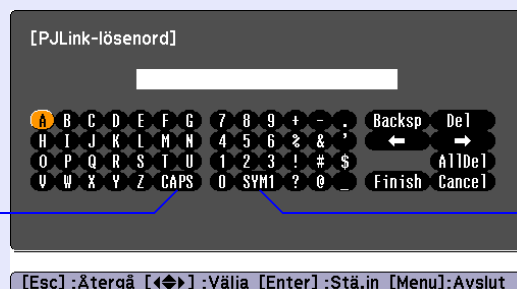 [PJLink-lösenord]
A B C D E F G 7 8 9 + - . Backsp Del
H I J K L M N 4 5 6 % & ' ← →
O P Q R S T U 1 2 3 ! # $ AllDel
V W X Y Z CAPS 0 SYM1 ? @ _ Finish Cancel
[Esc] :Återgå [◀◆▶] :Välja [Enter] :Stä.in [Menu]:Avslut